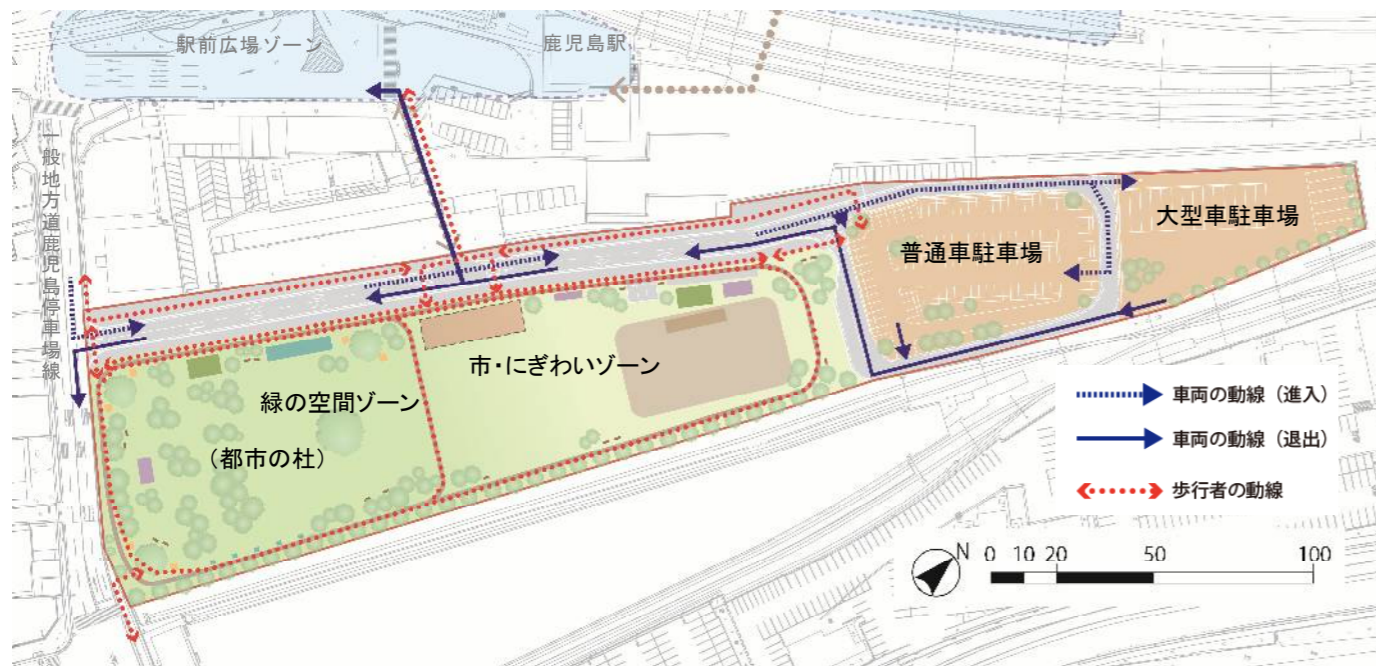 駅前広場ゾーン
鹿児島駅
一般地方道鹿児島停車場線
大型車駐車場
普通車駐車場
市・にぎわいゾーン
緑の空間ゾーン
（都市の杜）
車両の動線（進入）
車両の動線（退出）
歩行者の動線
N
0 10 20 50 100